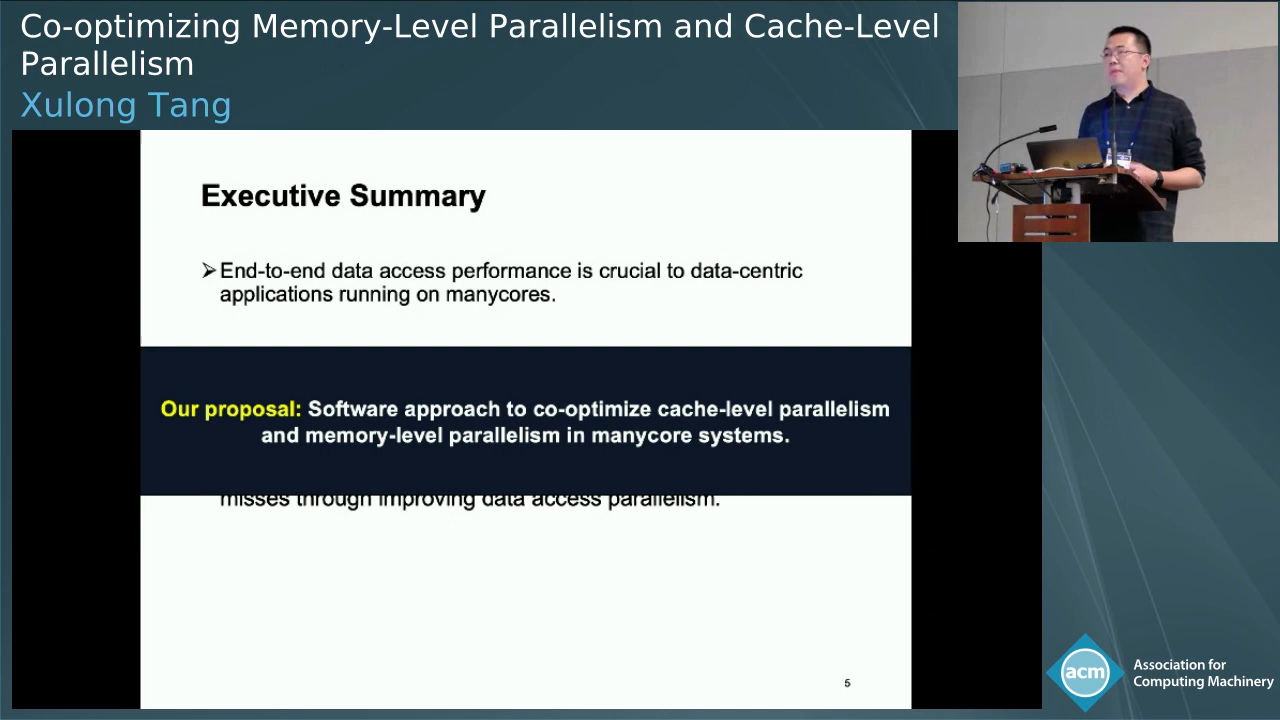 Co-optimizing Memory-Level Parallelism and Cache-Level
Parallelism
Xulong Tang
Executive Summary
➢End-to-end data access performance is crucial to data-centric
applications running on manycores.
Our proposal: Software approach to co-optimize cache-level parallelism
and memory-level parallelism in manycore systems.
misses through improving data access parallelism.
5
acm
Association for
Computing Machinery